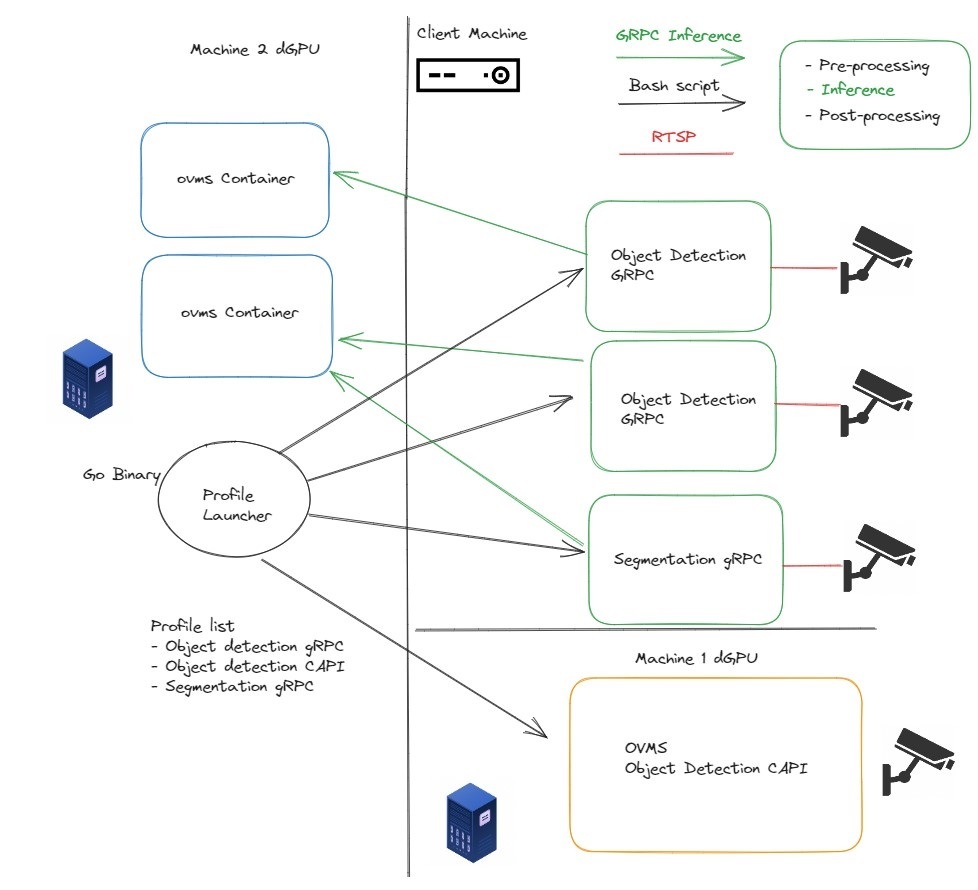 Machine 2 dGPU
Client Machine
GRPC Inference
Bash script
RTSP
- Pre-processing
- Inference
- Post-processing
ovms Container
ovms Container
Object Detection
GRPC
Object Detection
GRPC
Segmentation gRPC
Go Binary
Profile
Launcher
Profile list
- Object detection gRPC
- Object detection CAPI
- Segmentation gRPC
Machine 1 dGPU
OVMS
Object Detection CAPI